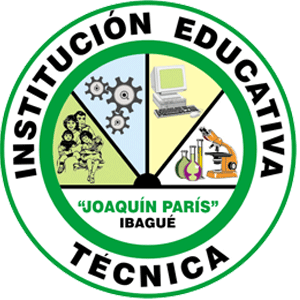 INSTITUCIÓN EDUCATIVA
"JOAQUÍN PARÍS"
IBAGUÉ
TÉCNICA